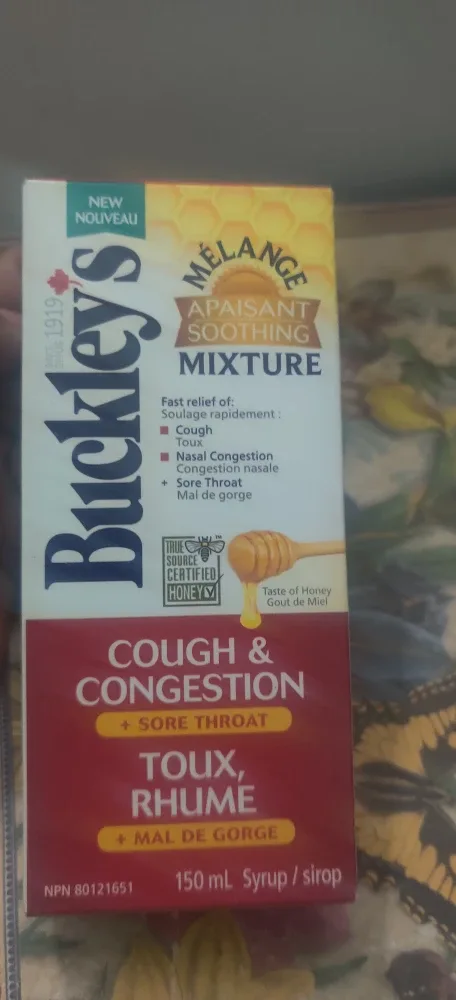 NEW
NOUVEAU
Buckley's
1919
MÉLANGE
APAISANT
SOOTHING
MIXTURE
Fast relief of:
Soulage rapidement :
Cough
Toux
Nasal Congestion
Congestion nasale
+ Sore Throat
Mal de gorge
TRUE
SOURCE
CERTIFIED
HONEY
Taste of Honey
Gout de Miel
COUGH &
CONGESTION
+ SORE THROAT
TOUX,
RHUME
+ MAL DE GORGE
NPN 80121651
150 mL Syrup / sirop